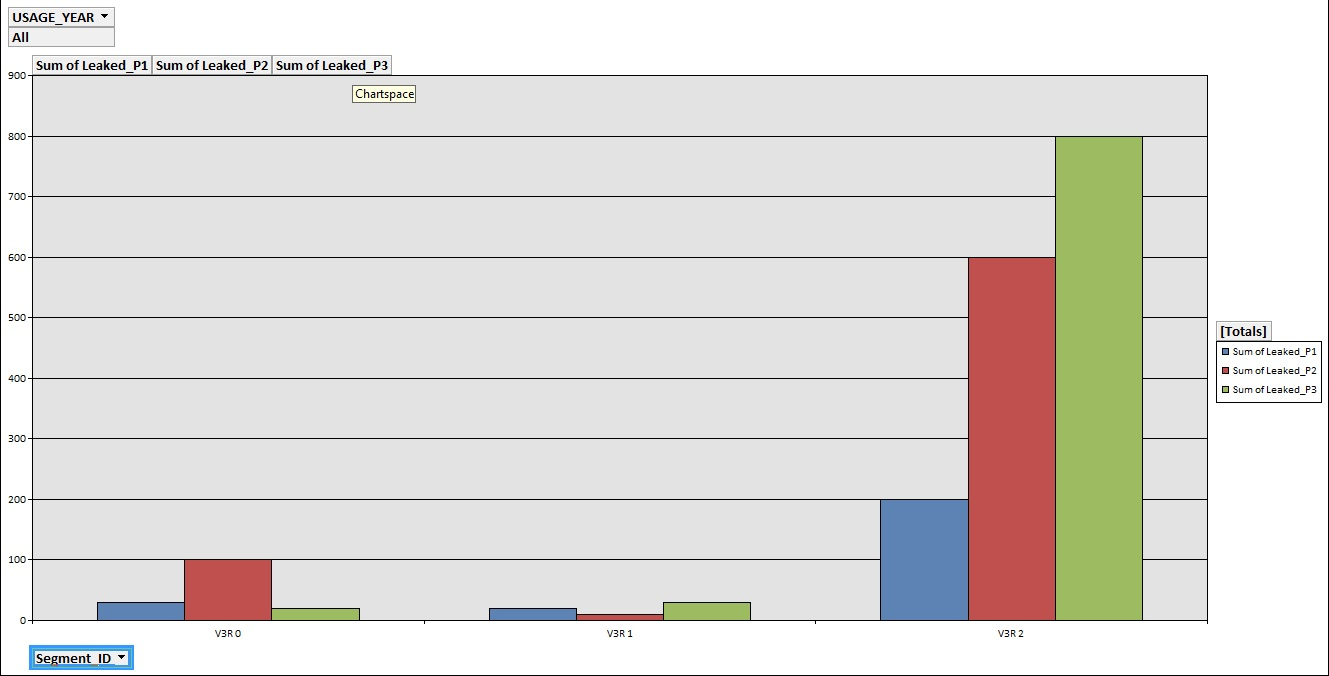 USAGE_YEAR
All
Sum of Leaked_P1 Sum of Leaked_P2 Sum of Leaked_P3
Chartspace
900
800
700
600
500
400
300
200
100
0
V3R 0 V3R 1 V3R 2
Segment_ID
[Totals]
Sum of Leaked_P1
Sum of Leaked_P2
Sum of Leaked_P3